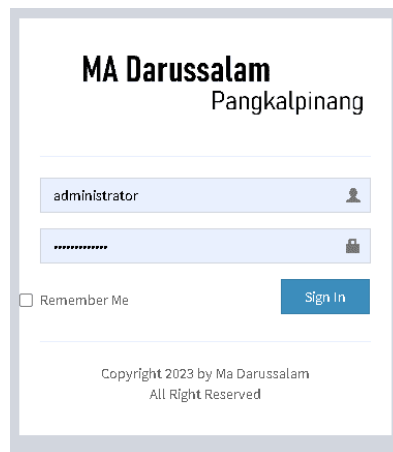 MA Darussalam
Pangkalpinang
administrator
•••••••••••••
Remember Me
Sign In
Copyright 2023 by Ma Darussalam
All Right Reserved